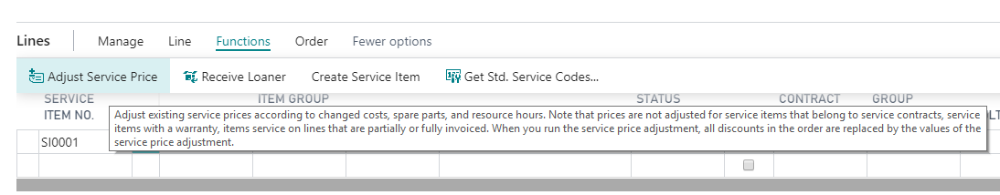 Lines Manage Line Functions Order Fewer options
Adjust Service Price Receive Loaner Create Service Item Get Std. Service Codes...
SERVICE ITEM GROUP STATUS CONTRACT GROUP
ITEM NO.
Adjust existing service prices according to changed costs, spare parts, and resource hours. Note that prices are not adjusted for service items that belong to service contracts, service
items with a warranty, items service on lines that are partially or fully invoiced. When you run the service price adjustment, all discounts in the order are replaced by the values of the
service price adjustment.
SI0001